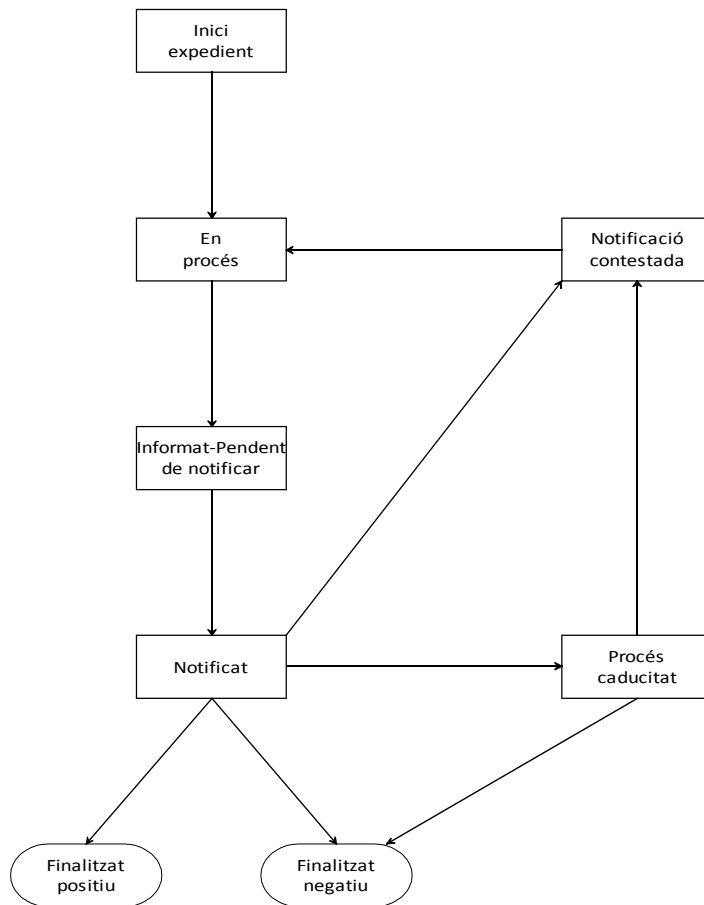 Inici
expedient
En
procés
Notificació
contestada
Informat-Pendent
de notificar
Notificat
Procés
caducitat
Finalitzat
positiu
Finalitzat
negatiu